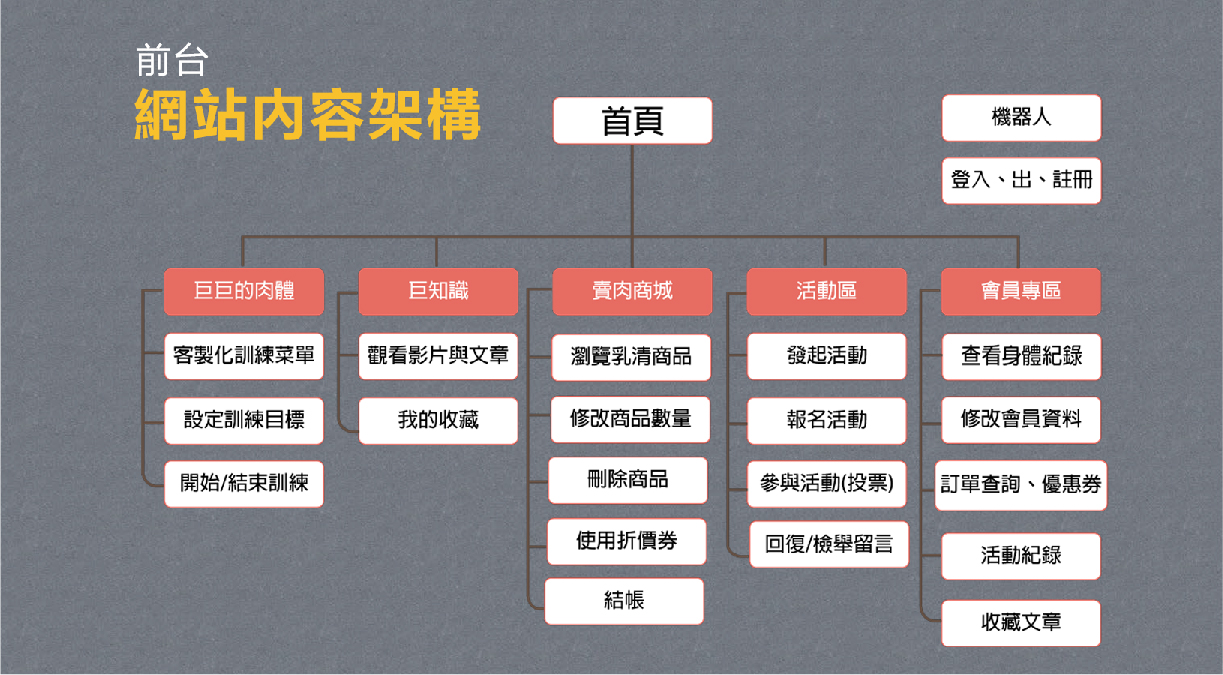 前台
網站內容架構
首頁
機器人
登入、出、註冊
巨巨的肉體
客製化訓練菜單
設定訓練目標
開始/結束訓練
巨知識
觀看影片與文章
我的收藏
賣肉商城
瀏覽乳清商品
修改商品數量
刪除商品
使用折價券
結帳
活動區
發起活動
報名活動
參與活動(投票)
回復/檢舉留言
會員專區
查看身體紀錄
修改會員資料
訂單查詢、優惠券
活動紀錄
收藏文章